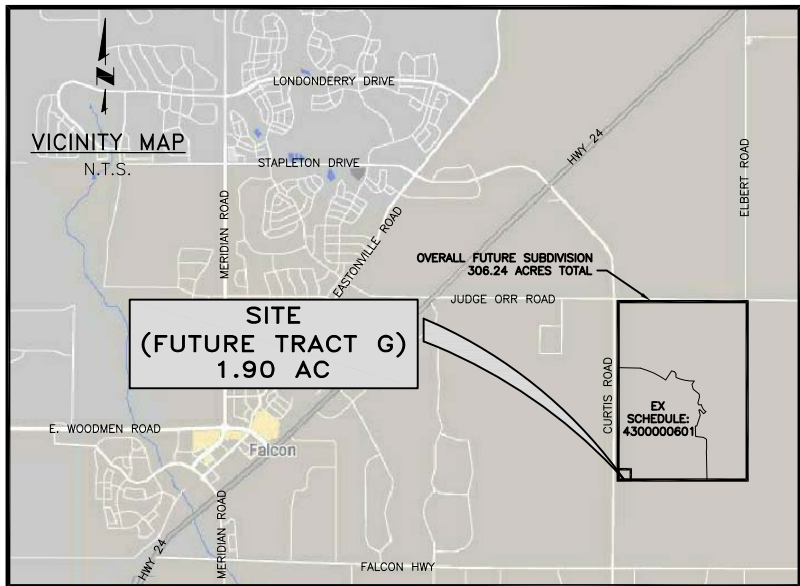 N
VICINITY MAP
N.T.S.
LONDONDERRY DRIVE
STAPLETON DRIVE
HWY 24
MERIDIAN ROAD
EASTONVILLE ROAD
ELBERT ROAD
OVERALL FUTURE SUBDIVISION
306.24 ACRES TOTAL
JUDGE ORR ROAD
SITE
(FUTURE TRACT G)
1.90 AC
CURTIS ROAD
EX
SCHEDULE:
4300000601
E. WOODMEN ROAD
Falcon
MERIDIAN ROAD
HWY 24
FALCON HWY